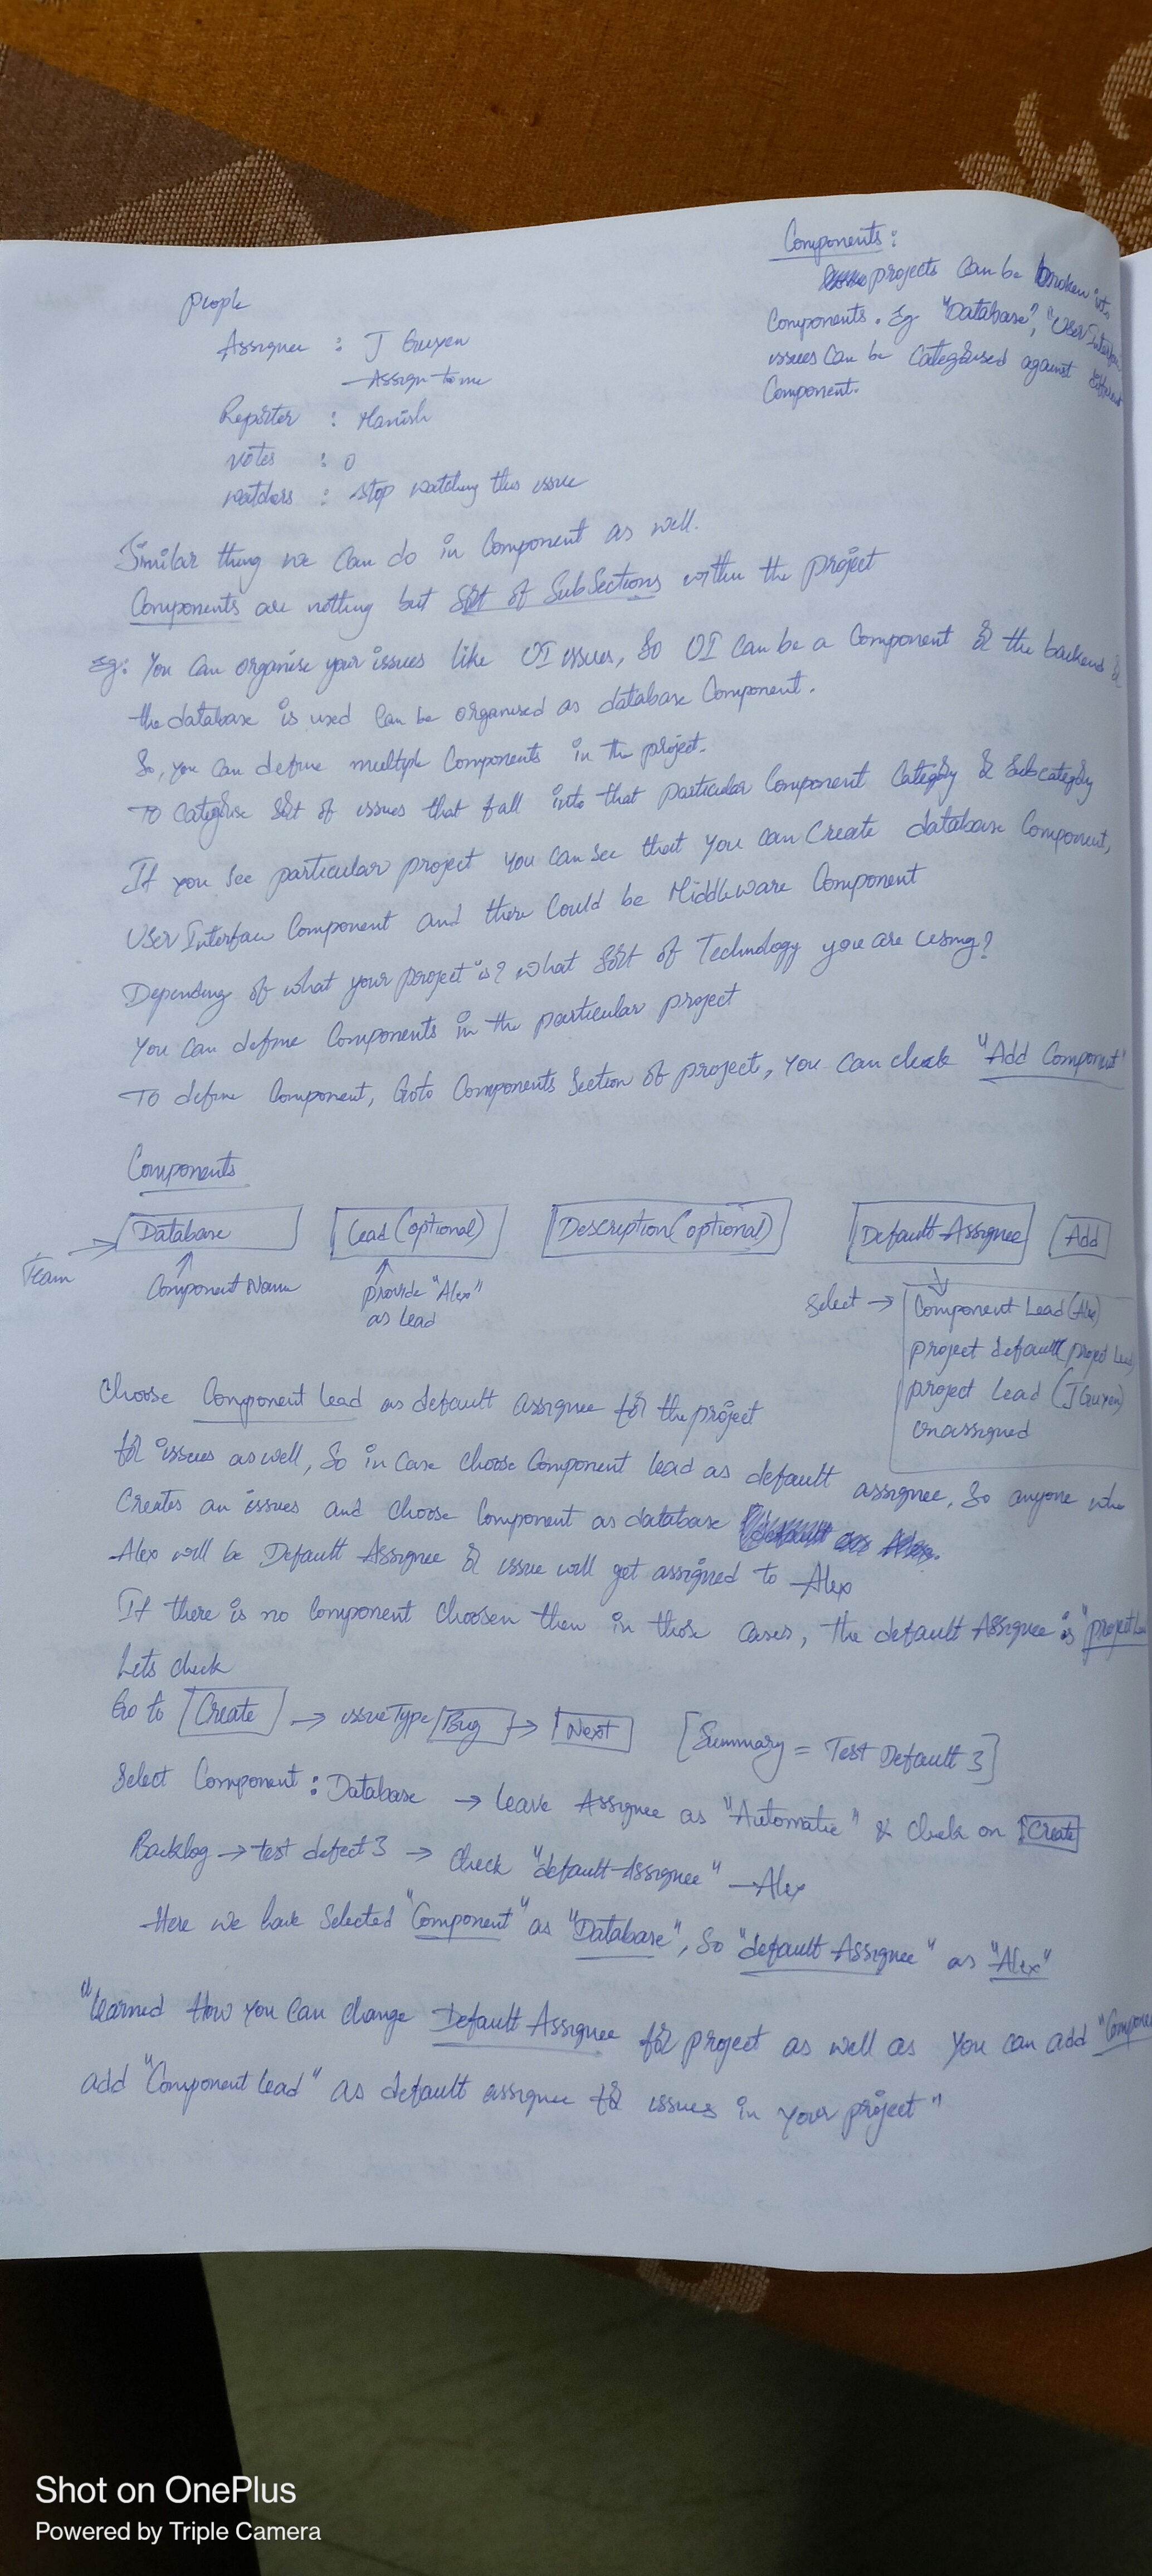 Components :
projects can be broken into
Components. Eg "Database", "User Interface
issues can be categorised against different
Component.
People
Assignee : J Guyen
Assign to me
Reporter : Manish
Votes : 0
watchers : stop watching this issue
Similar thing we can do in Component as well.
Components are nothing but sort of SubSections within the project
Eg: You can organise your issues like UI issues, So UI can be a Component & the backend &
the database is used can be organised as database Component.
So, you can define multiple Components in the project.
To categorise sort of issues that fall into that particular Component Category & Subcategory
If you see particular project you can see that you can create database Component,
User Interface Component and there could be Middleware Component
Depending of what your project is? what sort of Technology you are using?
You can define Components in the particular project
To define Component, Goto Components Section of project, you can check "Add Component"
Components
Database Lead (optional) Description (optional) Default Assignee Add
Team
Component Name
provide "Alex"
as lead
Select → Component Lead (Alex)
project default (project Lead)
project Lead (J Guyen)
Unassigned
Choose Component lead as default assignee for the project
for issues as well, So in case choose Component lead as default assignee, So anyone who
Creates an issues and choose Component as database
Alex will be Default Assignee & issue will get assigned to Alex
If there is no Component choosen then in those cases, the default Assignee is "project
Lets check
Go to Create → issueType Bug → Next [Summary = Test Default 3]
Select Component : Database → leave Assignee as "Automatic" & check on Create
Backlog → test defect 3 → check "default Assignee" → Alex
Here we have selected "Component" as "Database", So "default Assignee" as "Alex"
"learned How you can change Default Assignee for project as well as you can add
add "Component lead" as default assignee for issues in your project"
Shot on OnePlus
Powered by Triple Camera